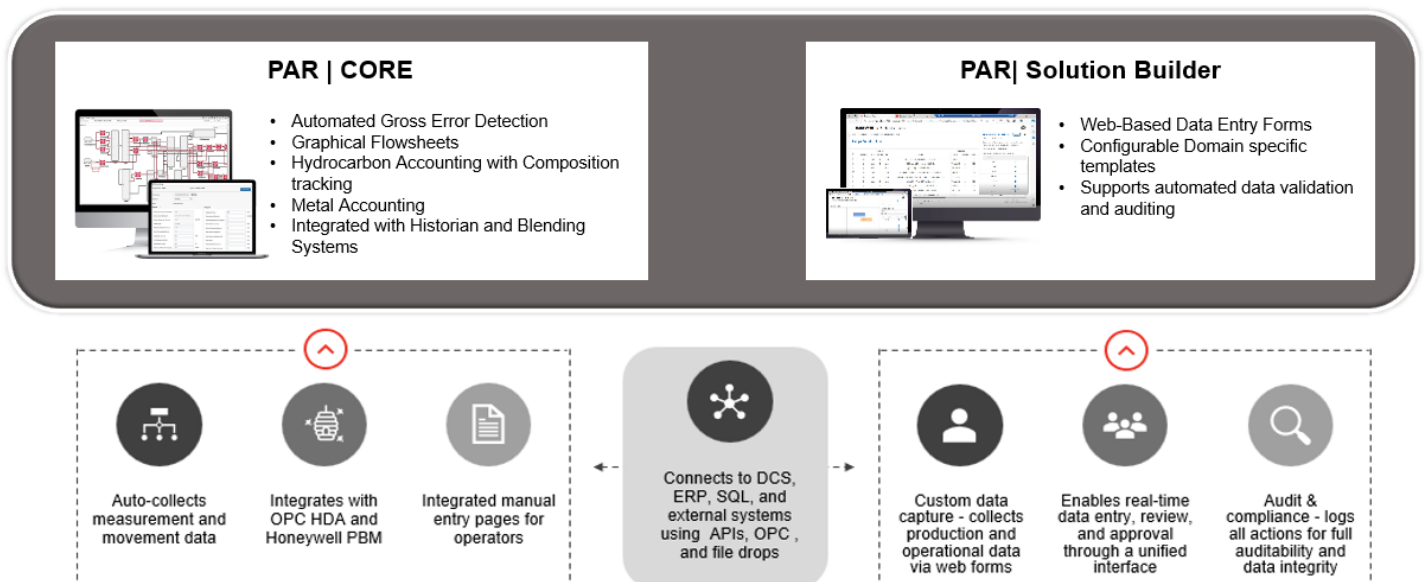 PAR | CORE
• Automated Gross Error Detection
• Graphical Flowsheets
• Hydrocarbon Accounting with Composition
tracking
• Metal Accounting
• Integrated with Historian and Blending
Systems
PAR| Solution Builder
• Web-Based Data Entry Forms
• Configurable Domain specific
templates
• Supports automated data validation
and auditing
Auto-collects
measurement and
movement data
Integrates with
OPC HDA and
Honeywell PBM
Integrated manual
entry pages for
operators
Connects to DCS,
ERP, SQL, and
external systems
using APIs, OPC ,
and file drops
Custom data
capture - collects
production and
operational data
via web forms
Enables real-time
data entry, review,
and approval
through a unified
interface
Audit &
compliance - logs
all actions for full
auditability and
data integrity